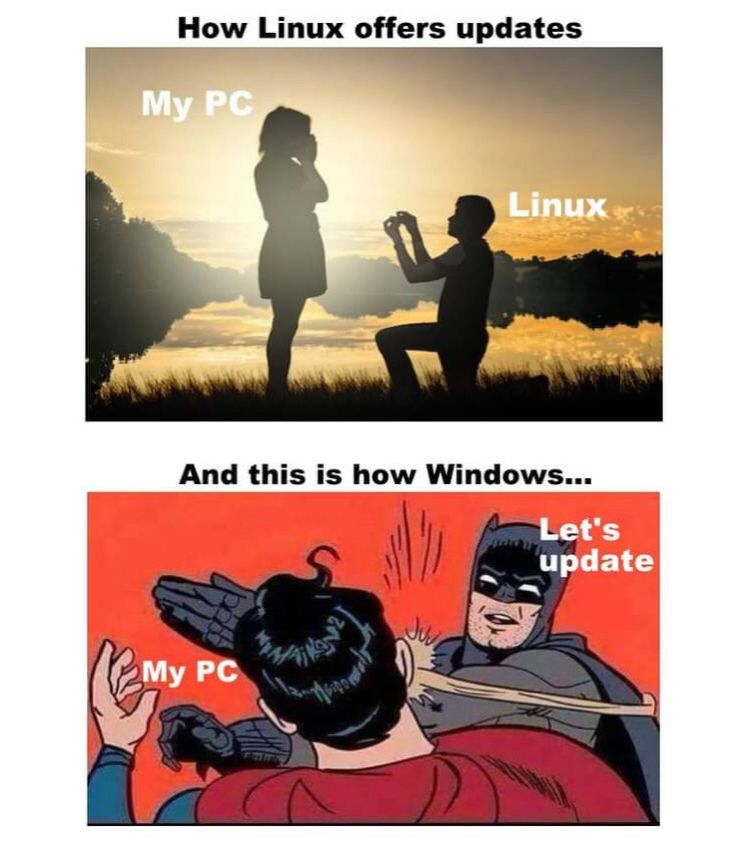 How Linux offers updates
My PC
Linux
And this is how Windows...
Let's
update
My PC